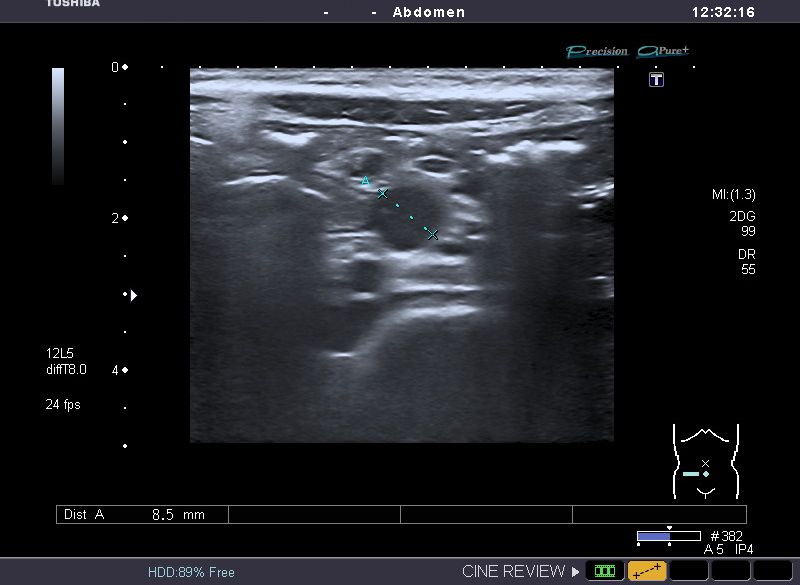 TOSHIBA
- - Abdomen 12:32:16
Precision APure+
T
0
A
MI:(1.3)
2
2DG
99
DR
55
12L5
diffT8.0
4
24 fps
Dist A 8.5 mm
#382
A 5 IP4
HDD:89% Free
CINE REVIEW